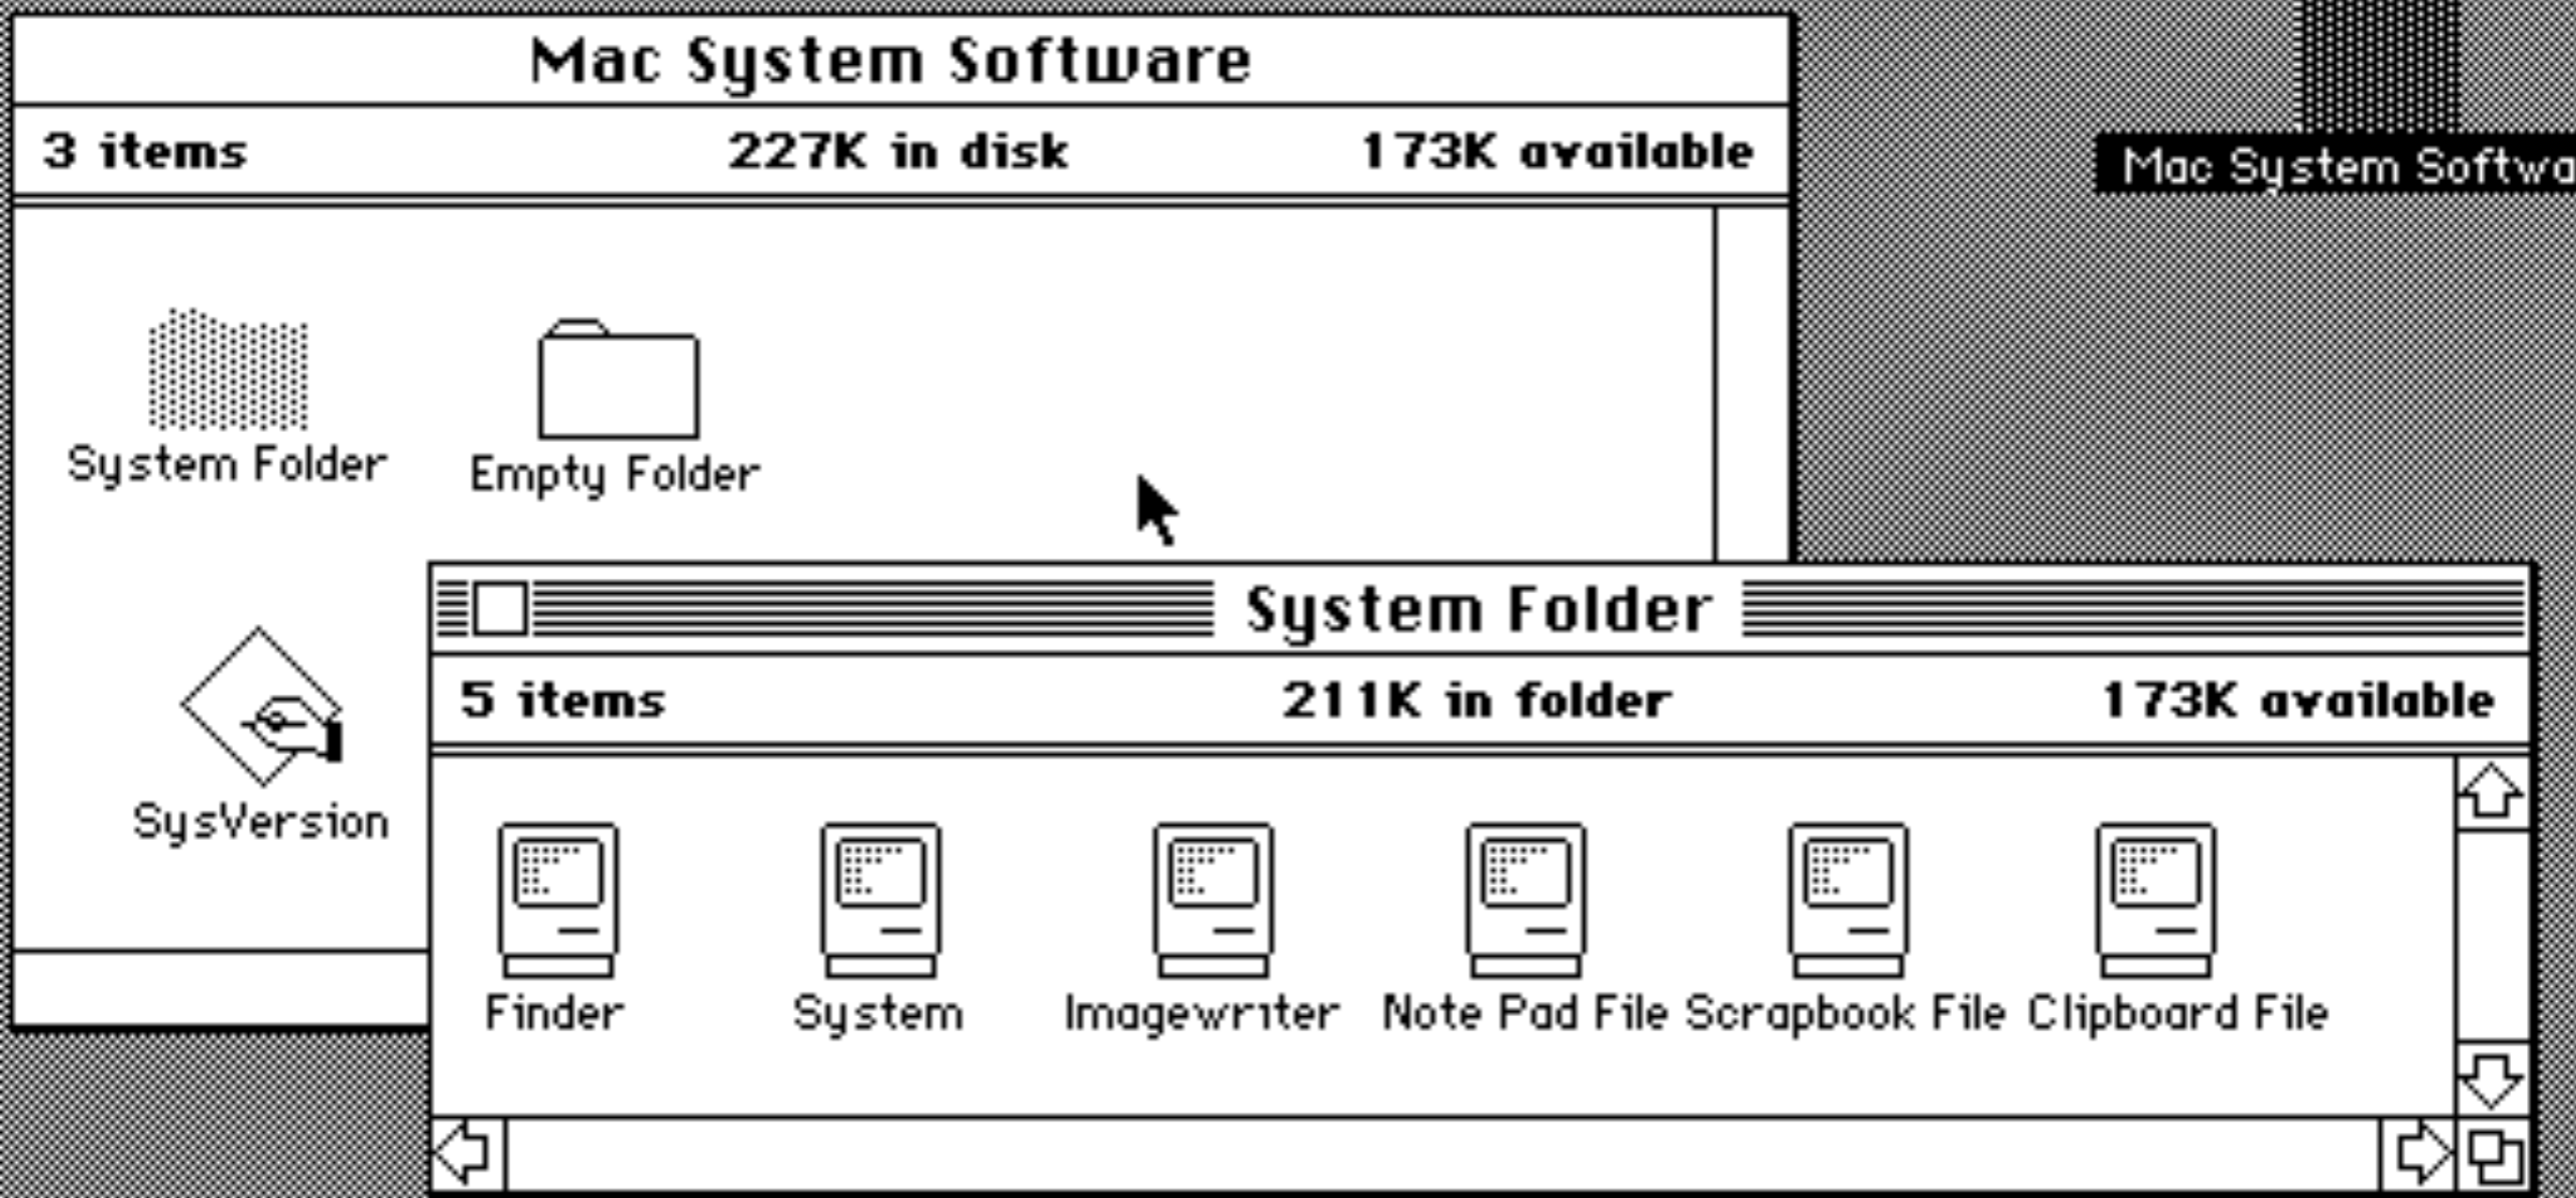 Mac System Software
3 items 227K in disk 173K available
Mac System Softwa
System Folder Empty Folder
SysVersion
System Folder
5 items 211K in folder 173K available
Finder System Imagewriter Note Pad File Scrapbook File Clipboard File